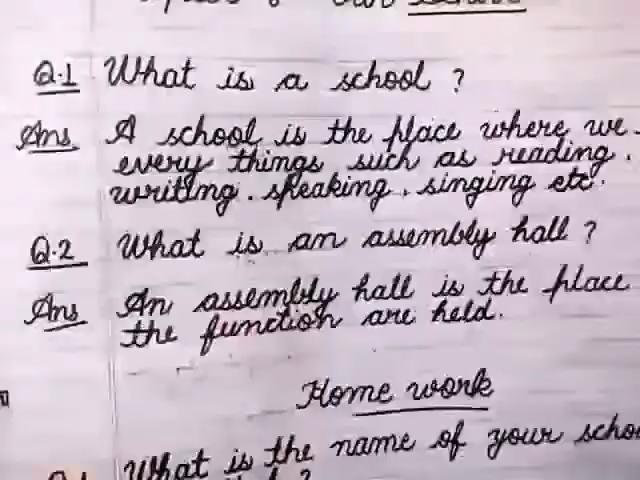 school
Q.1 What is a school ?
Ans A school is the place where we
every things such as reading.
writing. speaking. singing etc.
Q.2 What is an assembly hall ?
Ans An assembly hall is the place
the function are held.
Home work
What is the name of your schoo